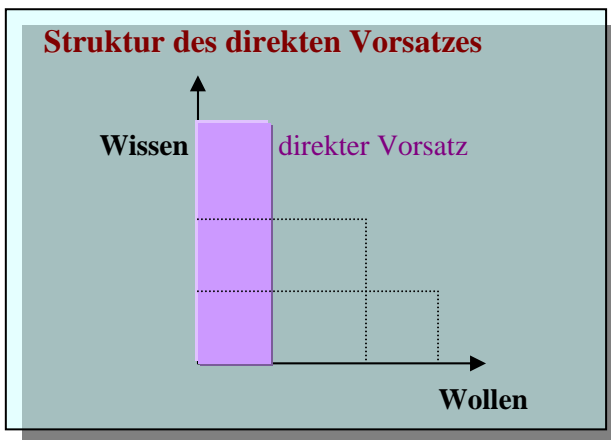 Struktur des direkten Vorsatzes
Wissen
direkter Vorsatz
Wollen